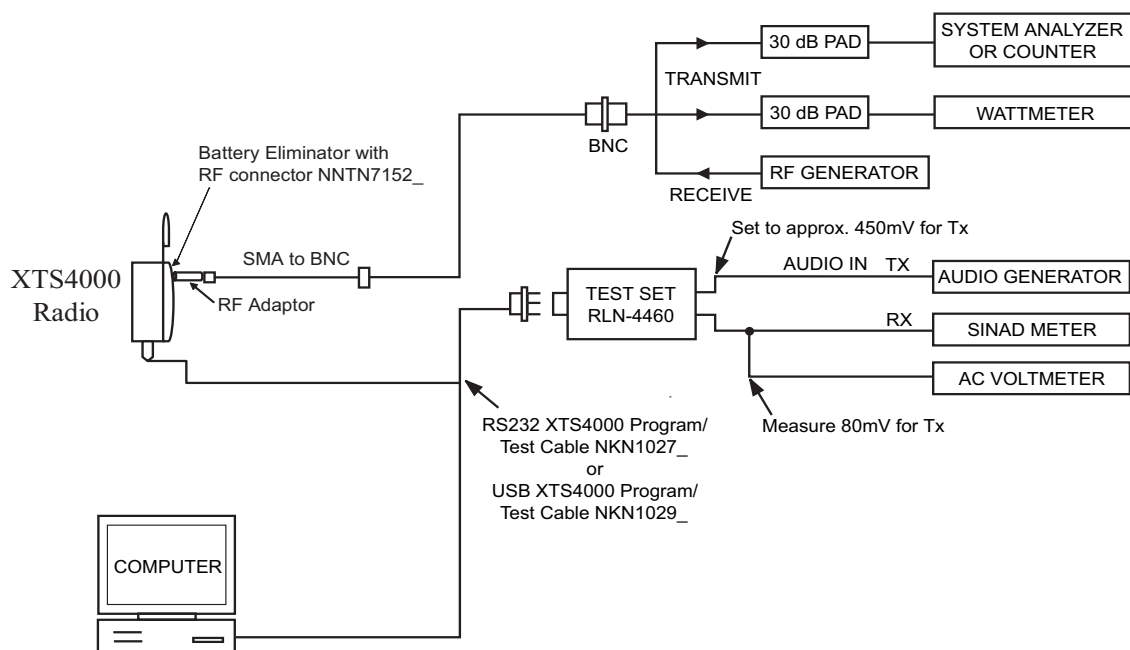 30 dB PAD
SYSTEM ANALYZER
OR COUNTER
TRANSMIT
30 dB PAD
WATTMETER
BNC
RF GENERATOR
RECEIVE
Battery Eliminator with
RF connector NNTN7152_
SMA to BNC
XTS4000
Radio
RF Adaptor
Set to approx. 450mV for Tx
AUDIO IN TX
AUDIO GENERATOR
TEST SET
RLN-4460
RX
SINAD METER
AC VOLTMETER
Measure 80mV for Tx
RS232 XTS4000 Program/
Test Cable NKN1027_
or
USB XTS4000 Program/
Test Cable NKN1029_
COMPUTER